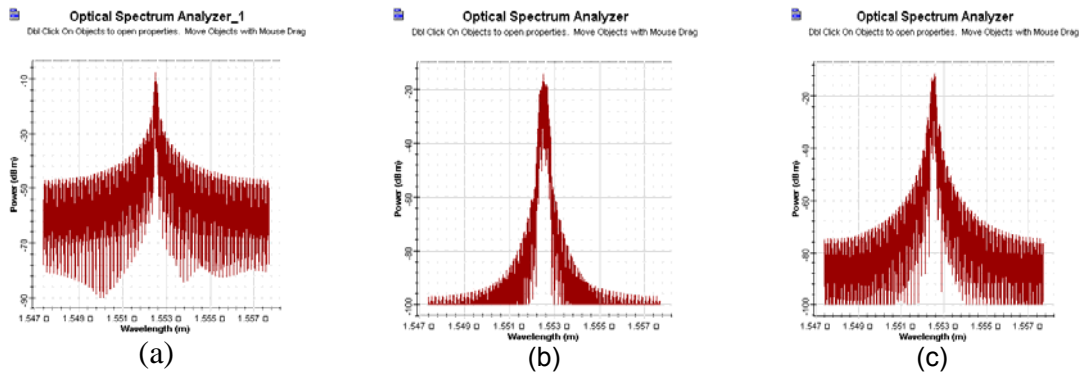 Optical Spectrum Analyzer_1
Dbl Click On Objects to open properties. Move Objects with Mouse Drag
Power (dBm)
-10
-30
-50
-70
-90
1.547 □ 1.549 □ 1.551 □ 1.553 □ 1.555 □ 1.557 □
Wavelength (m)
(a)
Optical Spectrum Analyzer
Dbl Click On Objects to open properties. Move Objects with Mouse Drag
Power (dBm)
-20
-40
-60
-80
-100
1.547 □ 1.549 □ 1.551 □ 1.553 □ 1.555 □ 1.557 □
Wavelength (m)
(b)
Optical Spectrum Analyzer
Dbl Click On Objects to open properties. Move Objects with Mouse Drag
Power (dBm)
-20
-40
-60
-80
-100
1.547 □ 1.549 □ 1.551 □ 1.553 □ 1.555 □ 1.557 □
Wavelength (m)
(c)